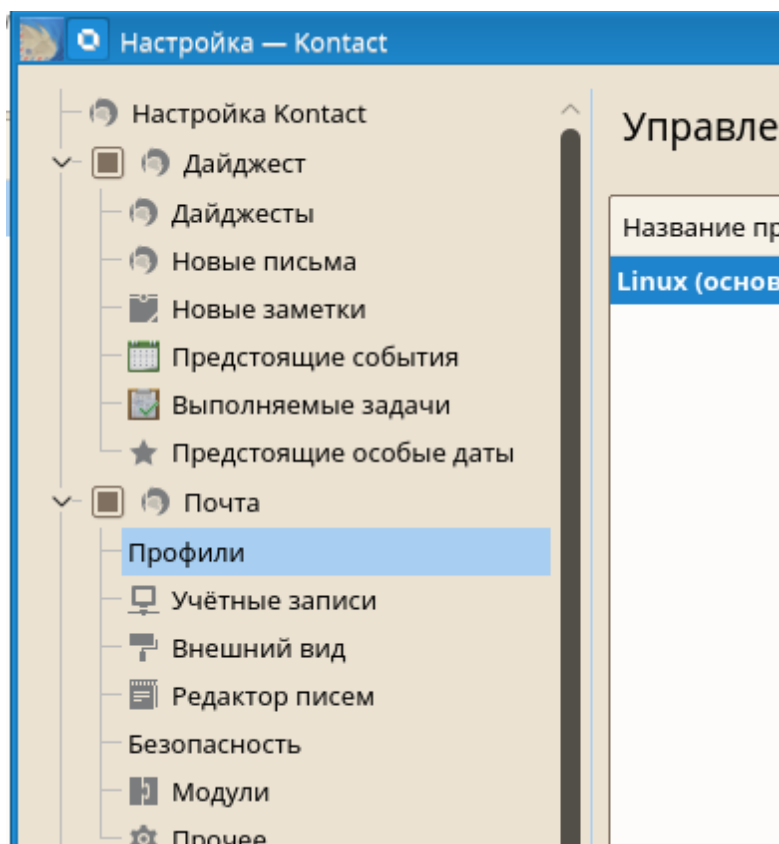 Настройка — Kontact
Настройка Kontact
Дайджест
Дайджесты
Новые письма
Новые заметки
Предстоящие события
Выполняемые задачи
Предстоящие особые даты
Почта
Профили
Учётные записи
Внешний вид
Редактор писем
Безопасность
Модули
Прочее
Управле
Название пр
Linux (основ